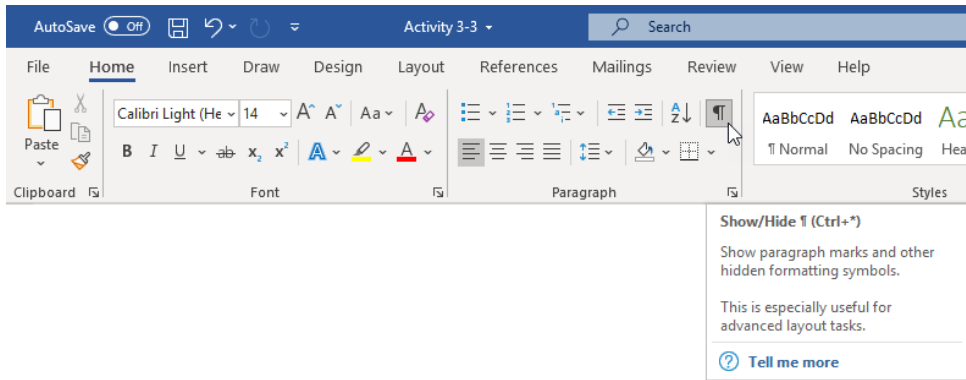 AutoSave Off Activity 3-3 Search
File Home Insert Draw Design Layout References Mailings Review View Help
Paste
Calibri Light (He 14 A A Aa A
B I U ab x2 x2 A A
¶
AaBbCcDd AaBbCcDd Aa
¶ Normal No Spacing Hea
Clipboard Font Paragraph Styles
Show/Hide ¶ (Ctrl+*)
Show paragraph marks and other
hidden formatting symbols.
This is especially useful for
advanced layout tasks.
Tell me more